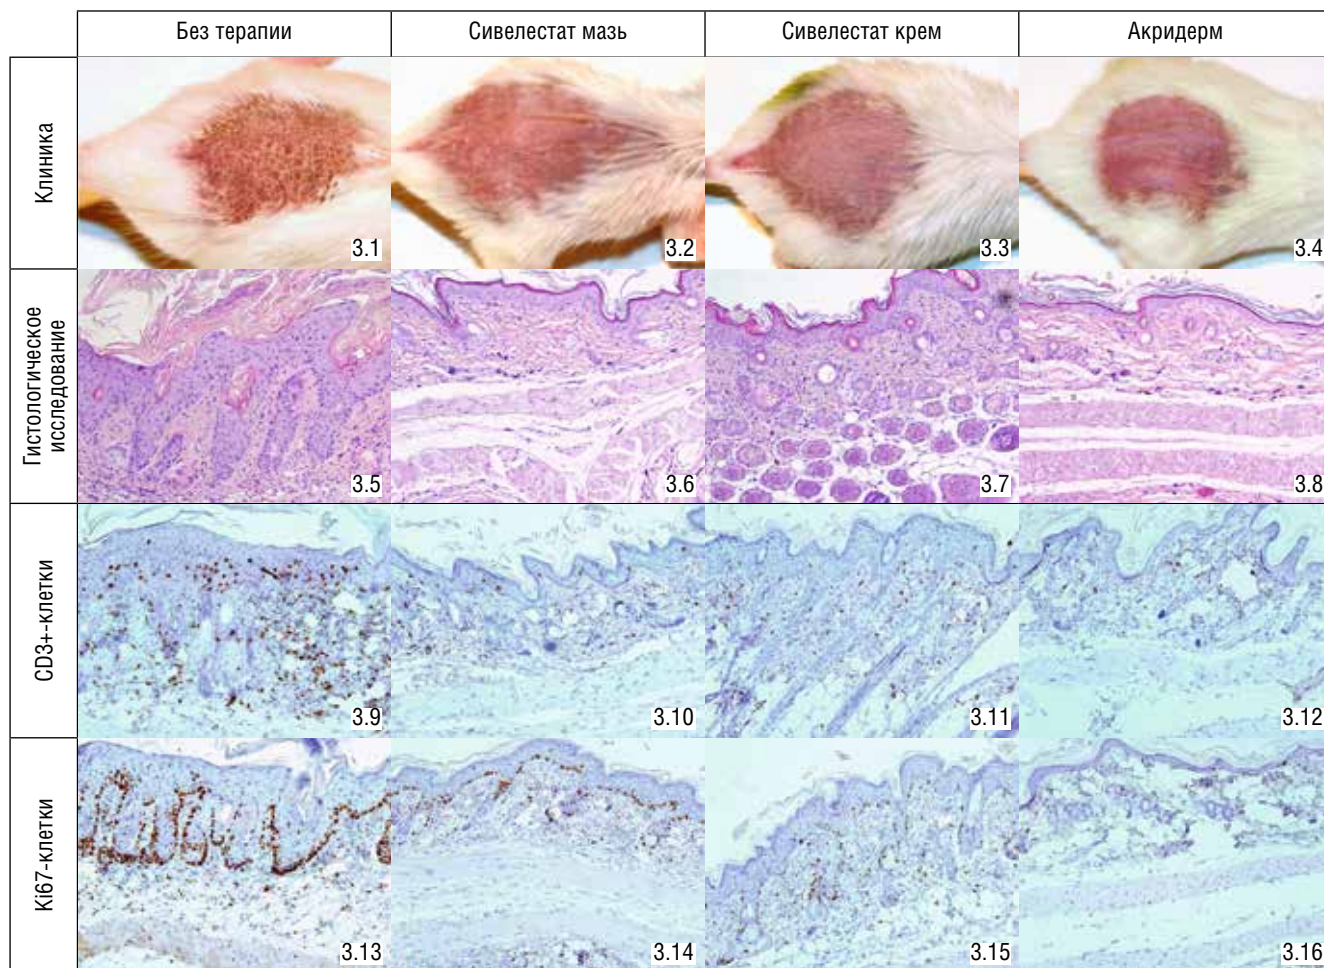 Без терапии
Сивелестат мазь
Сивелестат крем
Акридерм
Клиника
3.1
3.2
3.3
3.4
Гистологическое
исследование
3.5
3.6
3.7
3.8
CD3+-клетки
3.9
3.10
3.11
3.12
Ki67-клетки
3.13
3.14
3.15
3.16